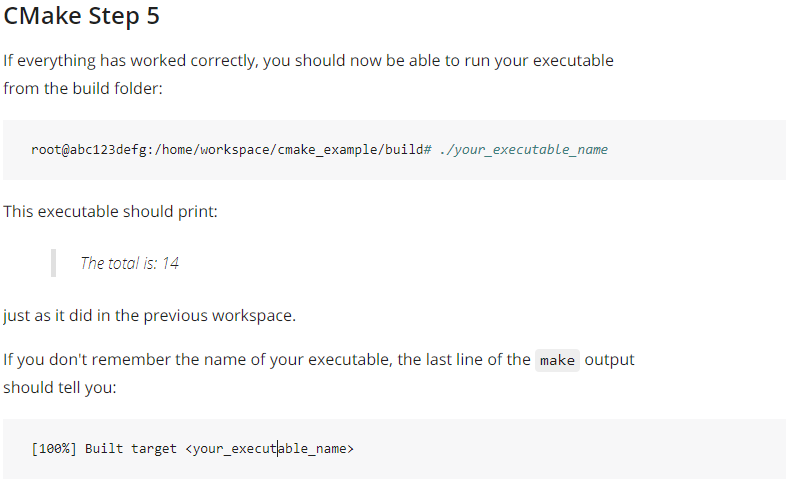 CMake Step 5
If everything has worked correctly, you should now be able to run your executable
from the build folder:
root@abc123defg:/home/workspace/cmake_example/build# ./your_executable_name
This executable should print:
The total is: 14
just as it did in the previous workspace.
If you don't remember the name of your executable, the last line of the make output
should tell you:
[100%] Built target <your_executable_name>